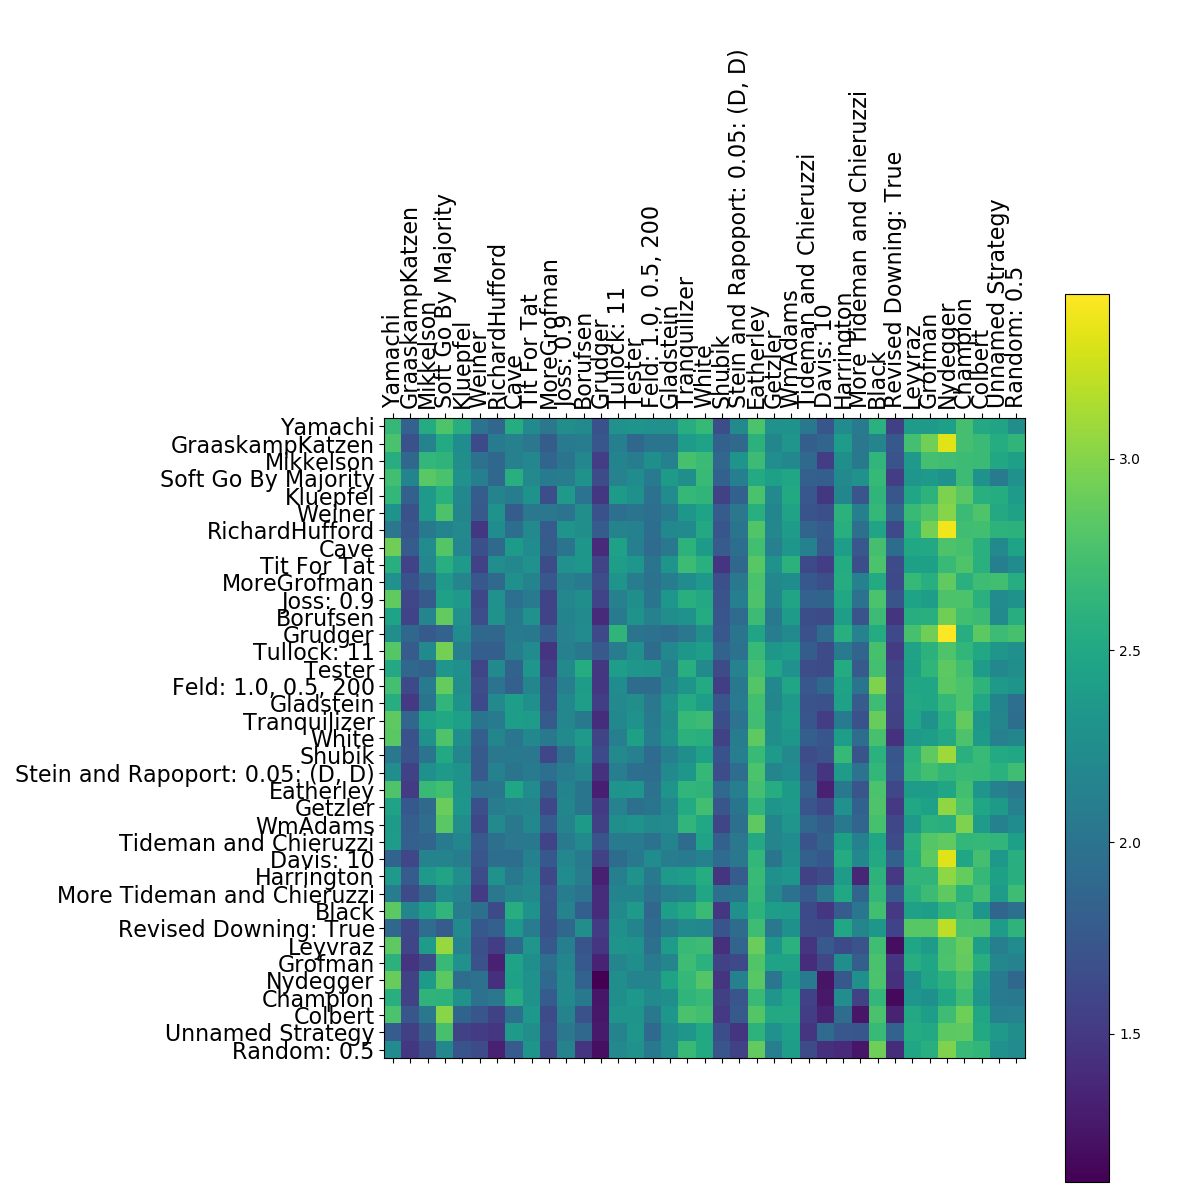 Yamachi
GraaskampKatzen
Mikkelson
Soft Go By Majority
Kluepfel
Weiner
RichardHufford
Cave
Tit For Tat
MoreGrofman
Joss: 0.9
Borufsen
Grudger
Tullock: 11
Tester
Feld: 1.0, 0.5, 200
Gladstein
Tranquilizer
White
Shubik
Stein and Rapoport: 0.05: (D, D)
Eatherley
Getzler
WmAdams
Tideman and Chieruzzi
Davis: 10
Harrington
More Tideman and Chieruzzi
Black
Revised Downing: True
Leyvraz
Grofman
Nydegger
Champion
Colbert
Unnamed Strategy
Random: 0.5
Yamachi
GraaskampKatzen
Mikkelson
Soft Go By Majority
Kluepfel
Weiner
RichardHufford
Cave
Tit For Tat
MoreGrofman
Joss: 0.9
Borufsen
Grudger
Tullock: 11
Tester
Feld: 1.0, 0.5, 200
Gladstein
Tranquilizer
White
Shubik
Stein and Rapoport: 0.05: (D, D)
Eatherley
Getzler
WmAdams
Tideman and Chieruzzi
Davis: 10
Harrington
More Tideman and Chieruzzi
Black
Revised Downing: True
Leyvraz
Grofman
Nydegger
Champion
Colbert
Unnamed Strategy
Random: 0.5
3.0
2.5
2.0
1.5